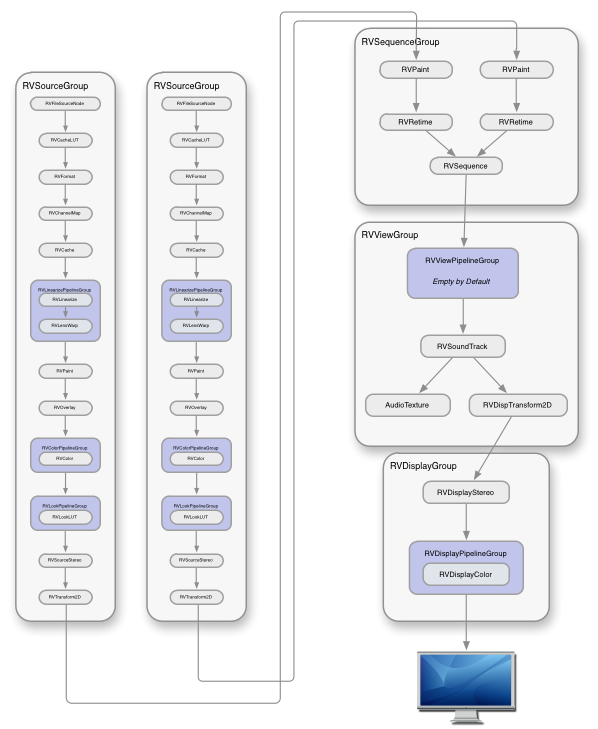 RVSourceGroup
RVFileSourceNode
RVCacheLUT
RVFormat
RVChannelMap
RVCache
RVLinearizePipelineGroup
RVLinearize
RVLensWarp
RVPaint
RVOverlay
RVColorPipelineGroup
RVColor
RVLookPipelineGroup
RVLookLUT
RVSourceStereo
RVTransform2D
RVSourceGroup
RVFileSourceNode
RVCacheLUT
RVFormat
RVChannelMap
RVCache
RVLinearizePipelineGroup
RVLinearize
RVLensWarp
RVPaint
RVOverlay
RVColorPipelineGroup
RVColor
RVLookPipelineGroup
RVLookLUT
RVSourceStereo
RVTransform2D
RVSequenceGroup
RVPaint
RVPaint
RVRetime
RVRetime
RVSequence
RVViewGroup
RVViewPipelineGroup
Empty by Default
RVSoundTrack
AudioTexture
RVDispTransform2D
RVDisplayGroup
RVDisplayStereo
RVDisplayPipelineGroup
RVDisplayColor